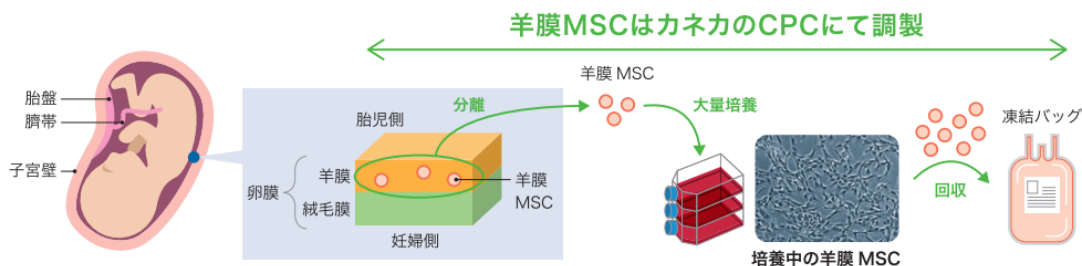 羊膜MSCはカネカのCPCにて調製
胎盤
臍帯
子宮壁
胎児側
卵膜
羊膜
絨毛膜
羊膜
MSC
妊婦側
分離
羊膜 MSC
大量培養
培養中の羊膜 MSC
回収
凍結バッグ